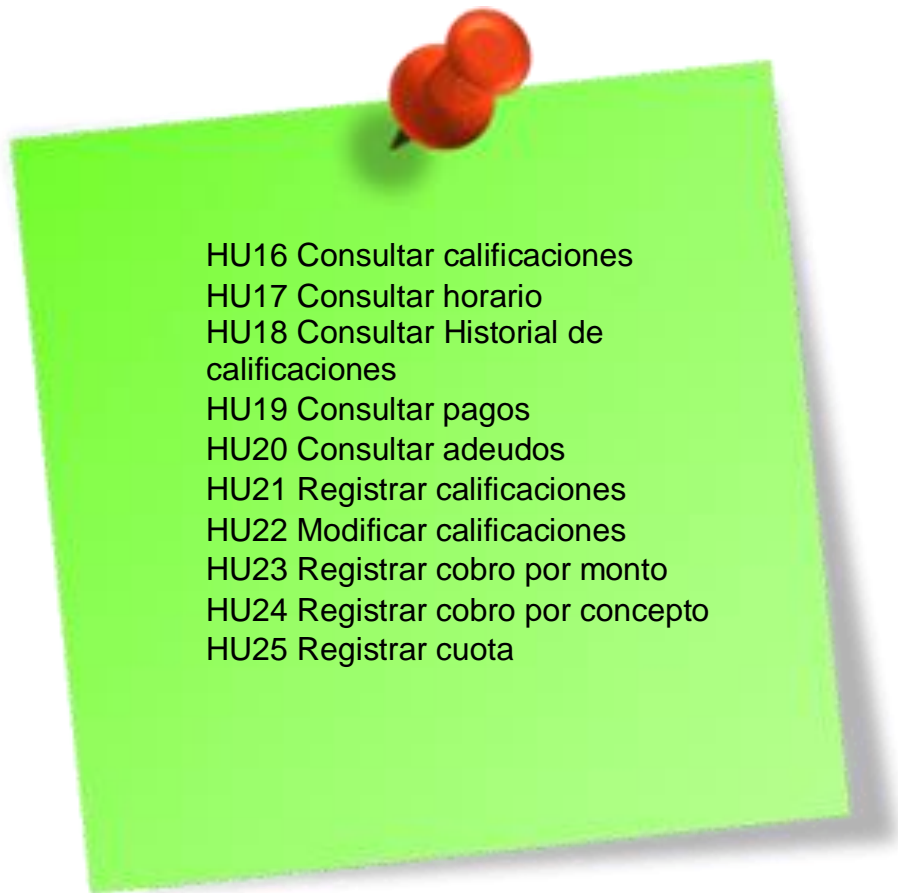 HU16 Consultar calificaciones
HU17 Consultar horario
HU18 Consultar Historial de
calificaciones
HU19 Consultar pagos
HU20 Consultar adeudos
HU21 Registrar calificaciones
HU22 Modificar calificaciones
HU23 Registrar cobro por monto
HU24 Registrar cobro por concepto
HU25 Registrar cuota